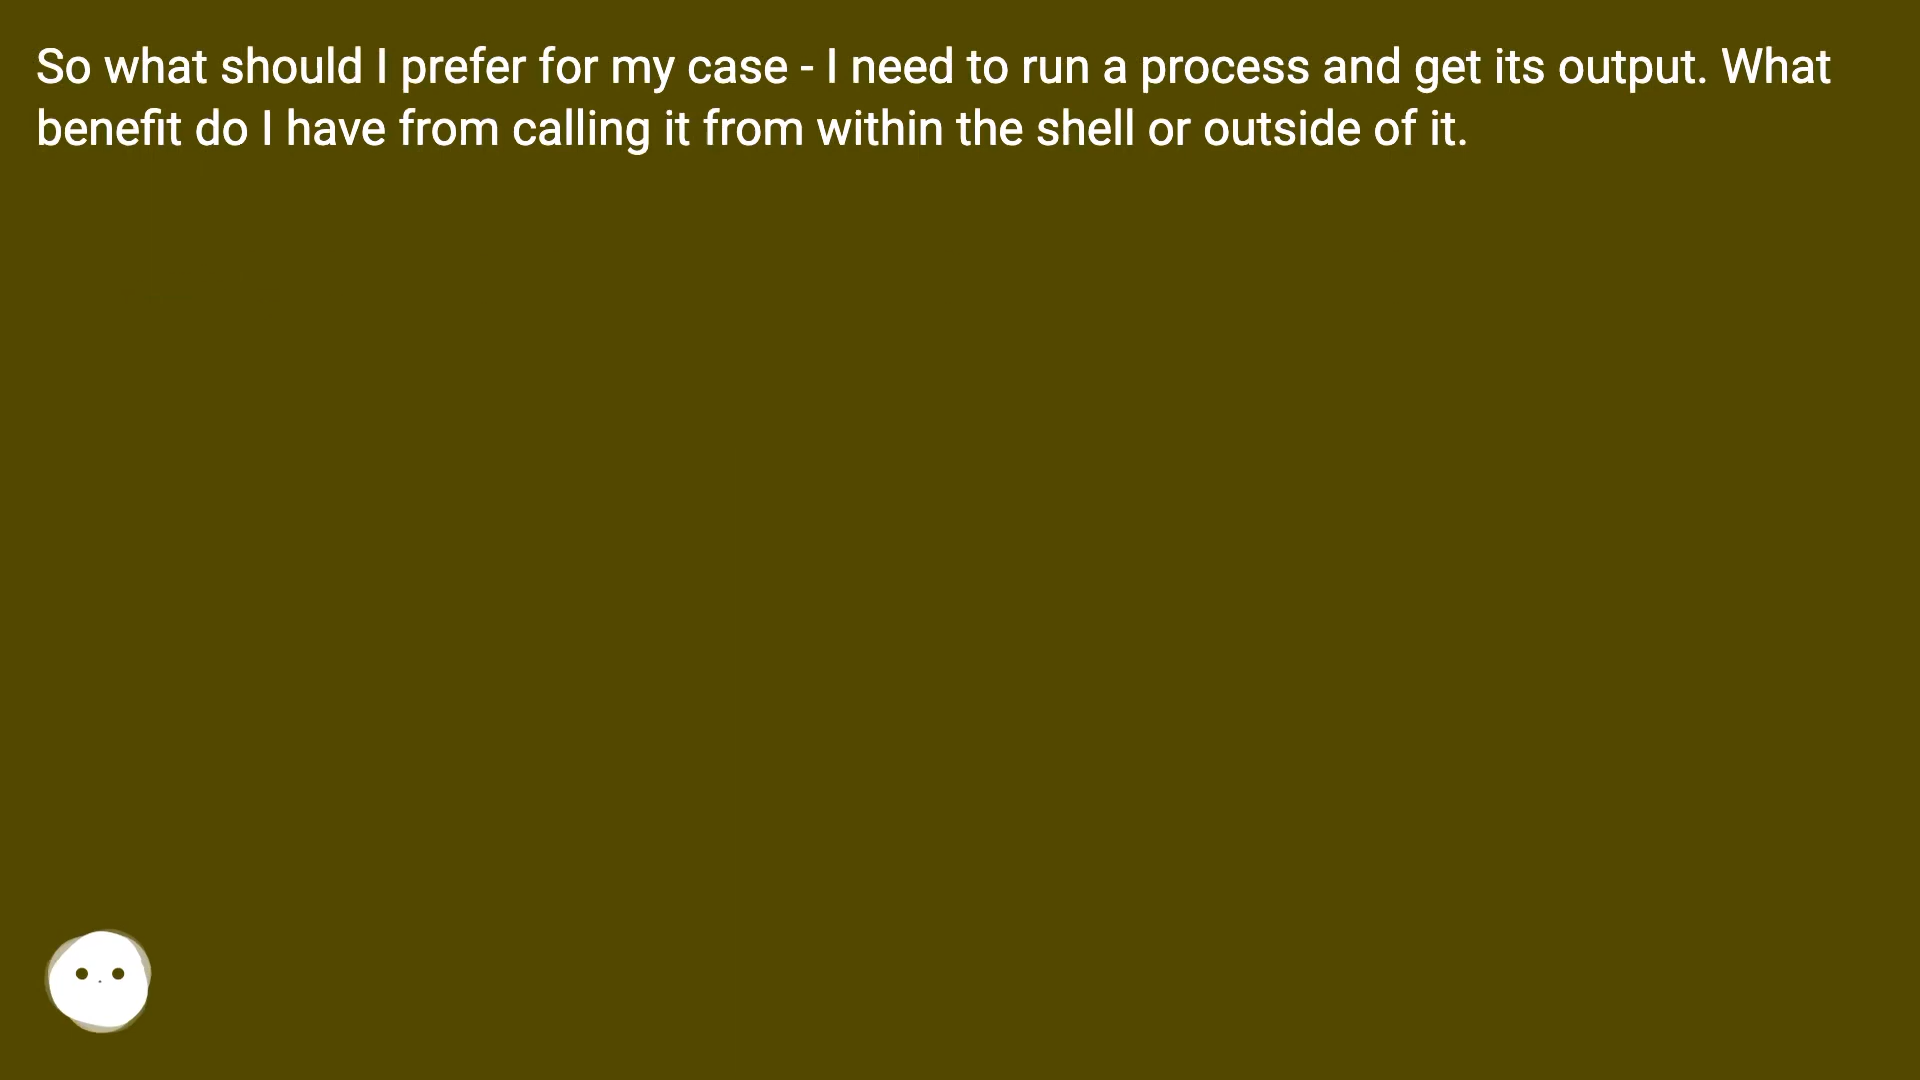 So what should I prefer for my case - I need to run a process and get its output. What
benefit do I have from calling it from within the shell or outside of it.